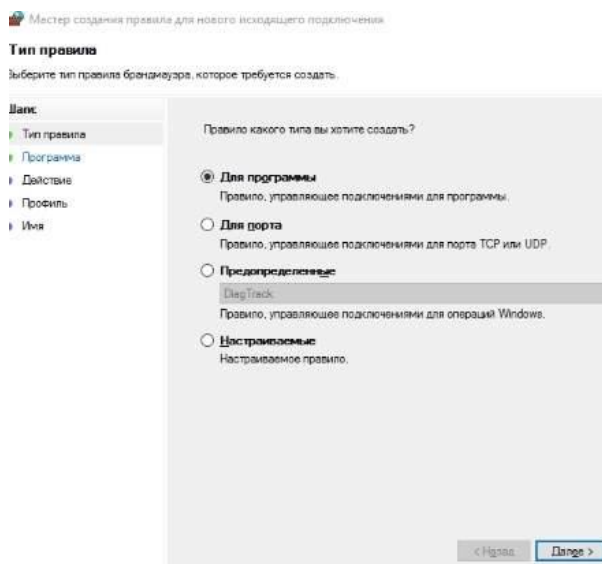 Мастер создания правила для нового исходящего подключения
Тип правила
Выберите тип правила брандмауэра, которое требуется создать.
Шаги:
Тип правила
Программа
Действие
Профиль
Имя
Правило какого типа вы хотите создать?
Для программы
Правило, управляющее подключениями для программы.
Для порта
Правило, управляющее подключениями для порта TCP или UDP.
Предопределенные
DiagTrack
Правило, управляющее подключениями для операций Windows.
Настраиваемые
Настраиваемое правило.
< Назад
Далее >